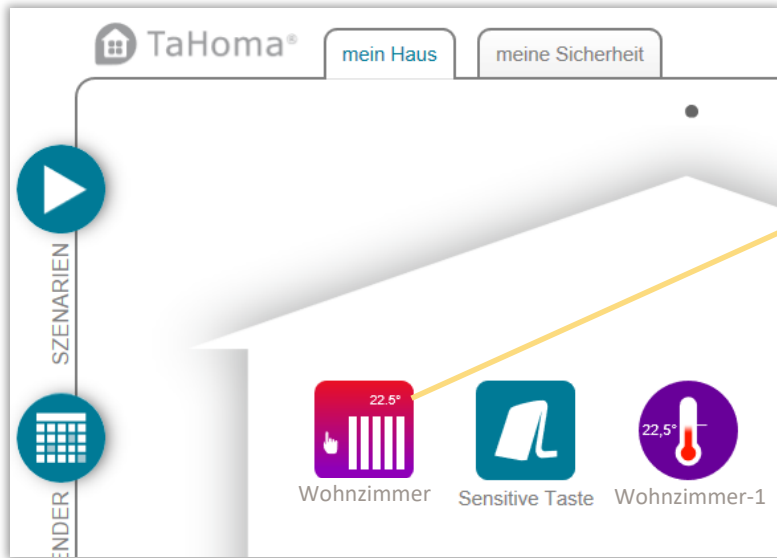 TaHoma®
mein Haus
meine Sicherheit
SZENARIEN
ENDER
22.5°
22,5°
Wohnzimmer
Sensitive Taste
Wohnzimmer-1